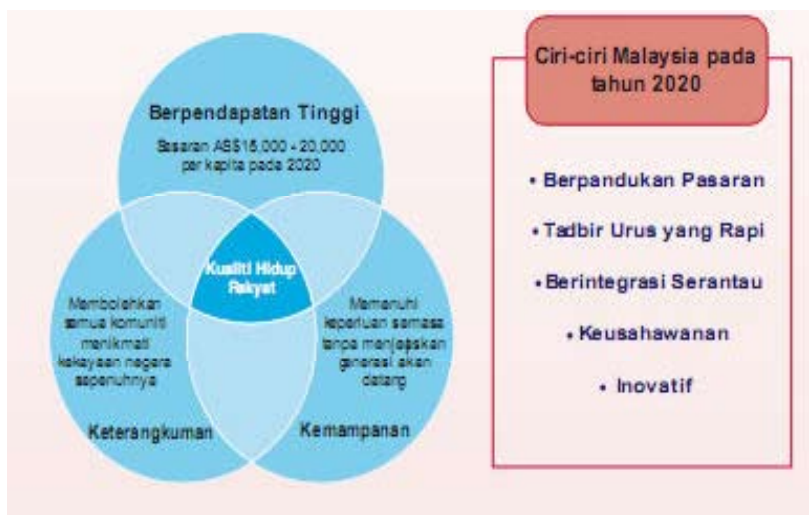 Berpendapatan Tinggi
Sasaran AS$15,000 - 20,000
per kapita pada 2020
Kualiti Hidup
Rakyat
Membolehkan
semua komuniti
menikmati
kekayaan negara
sepenuhnya
Keterangkuman
Memenuhi
keperluan semasa
tanpa menjejaskan
generasi akan
datang
Kemampanan
Ciri-ciri Malaysia pada
tahun 2020
• Berpandukan Pasaran
• Tadbir Urus yang Rapi
• Berintegrasi Serantau
• Keusahawanan
• Inovatif